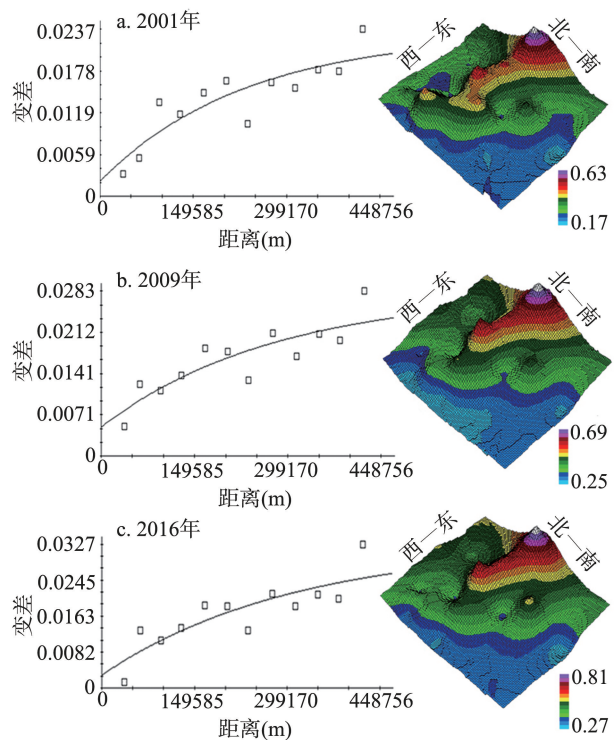 a. 2001年
变差
0.0237
0.0178
0.0119
0.0059
0
0
149585
299170
448756
距离(m)
西—东
北—南
0.63
0.17
b. 2009年
变差
0.0283
0.0212
0.0141
0.0071
0
0
149585
299170
448756
距离(m)
西—东
北—南
0.69
0.25
c. 2016年
变差
0.0327
0.0245
0.0163
0.0082
0
0
149585
299170
448756
距离(m)
西—东
北—南
0.81
0.27